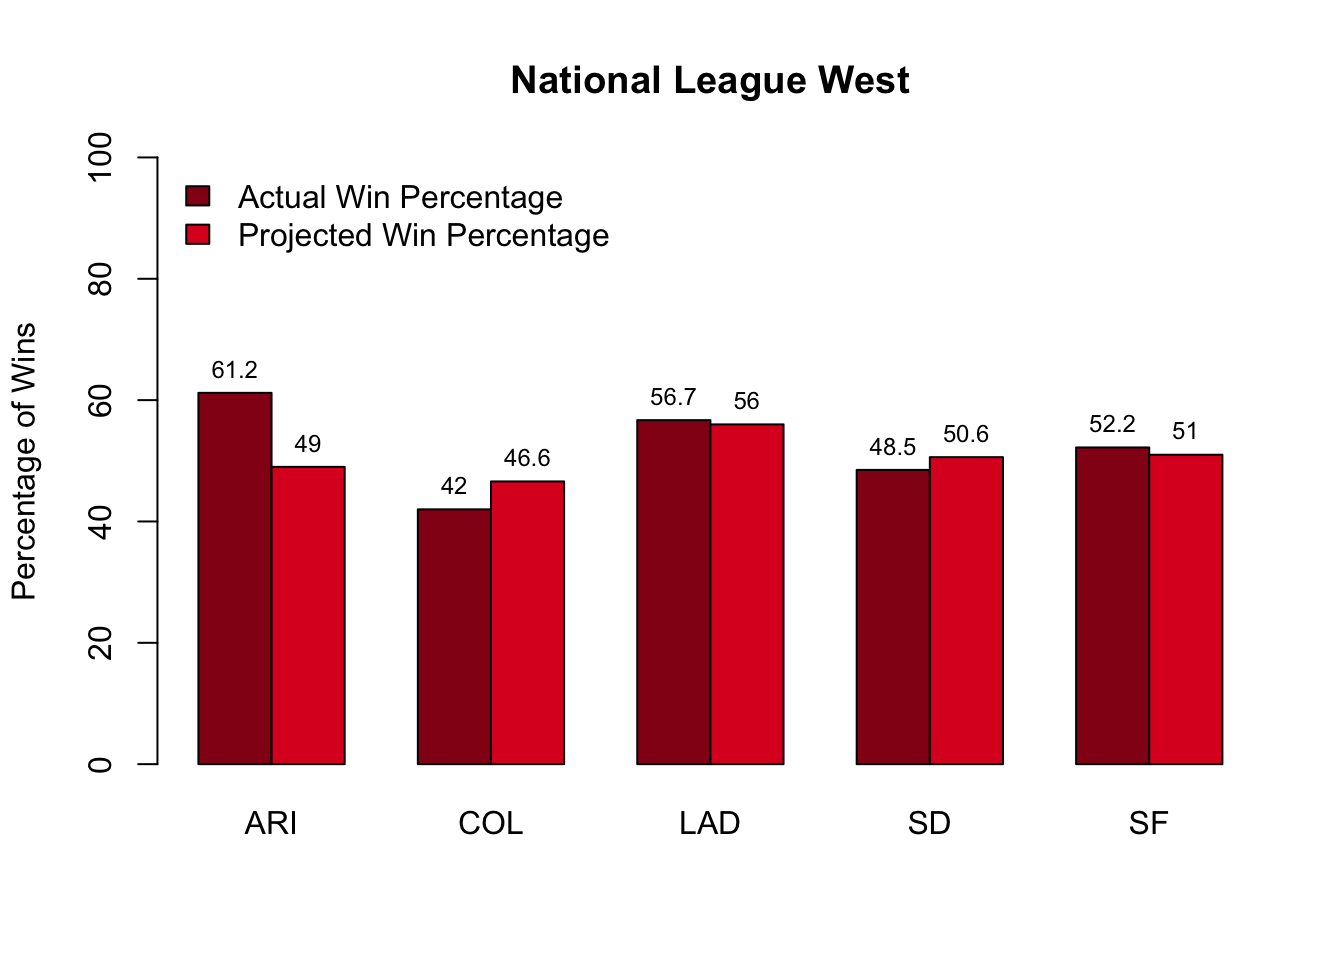 National League West
Actual Win Percentage
Projected Win Percentage
Percentage of Wins
100
80
60
40
20
0
61.2
49
42
46.6
56.7
56
48.5
50.6
52.2
51
ARI
COL
LAD
SD
SF